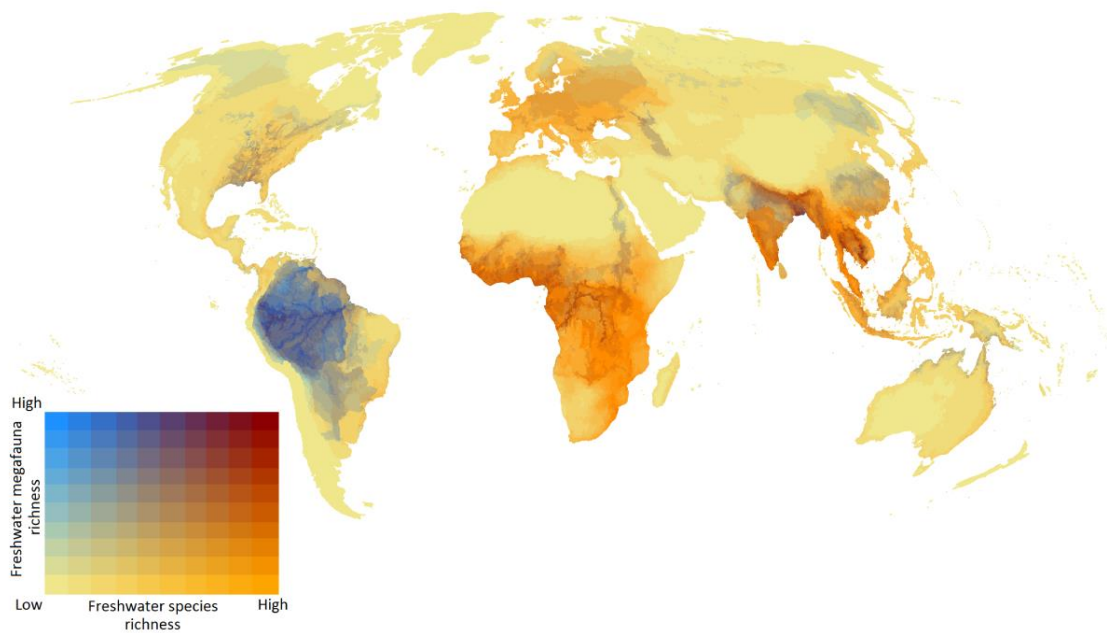 High
Freshwater megafauna
richness
Low
Freshwater species
richness
High